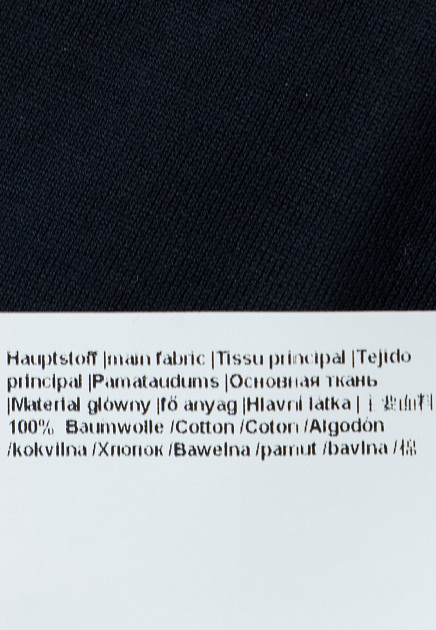 Hauptstoff |main fabric |Tissu principal |Tejido
principal |Pamataudums |Основная ткань
|Materiał główny |fő anyag |Hlavní látka |
100% Baumwolle /Cotton /Coton /Algodón
/kokvilna /Хлопок /Bawełna /pamut /bavlna /棉